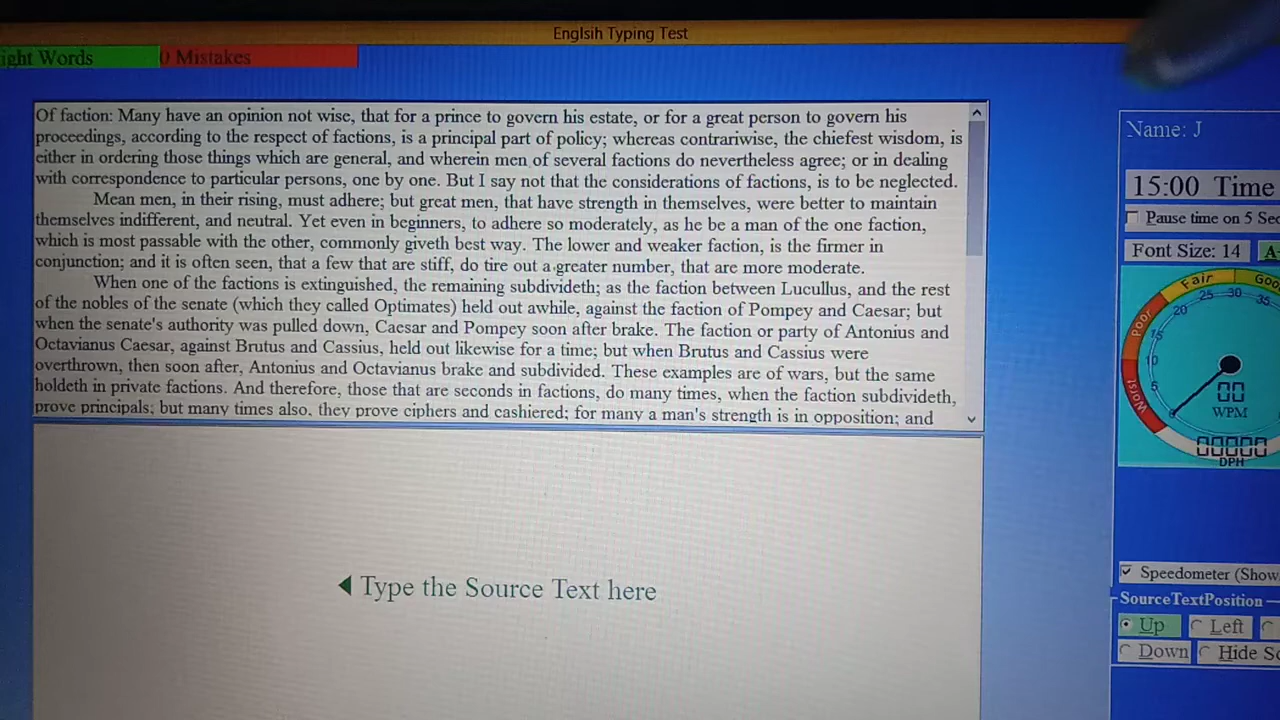 Englsih Typing Test
ight Words
0 Mistakes
Of faction: Many have an opinion not wise, that for a prince to govern his estate, or for a great person to govern his
proceedings, according to the respect of factions, is a principal part of policy; whereas contrariwise, the chiefest wisdom, is
either in ordering those things which are general, and wherein men of several factions do nevertheless agree; or in dealing
with correspondence to particular persons, one by one. But I say not that the considerations of factions, is to be neglected.
Mean men, in their rising, must adhere; but great men, that have strength in themselves, were better to maintain
themselves indifferent, and neutral. Yet even in beginners, to adhere so moderately, as he be a man of the one faction,
which is most passable with the other, commonly giveth best way. The lower and weaker faction, is the firmer in
conjunction; and it is often seen, that a few that are stiff, do tire out a greater number, that are more moderate.
When one of the factions is extinguished, the remaining subdivideth; as the faction between Lucullus, and the rest
of the nobles of the senate (which they called Optimates) held out awhile, against the faction of Pompey and Caesar; but
when the senate's authority was pulled down, Caesar and Pompey soon after brake. The faction or party of Antonius and
Octavianus Caesar, against Brutus and Cassius, held out likewise for a time; but when Brutus and Cassius were
overthrown, then soon after, Antonius and Octavianus brake and subdivided. These examples are of wars, but the same
holdeth in private factions. And therefore, those that are seconds in factions, do many times, when the faction subdivideth,
prove principals; but many times also, they prove ciphers and cashiered; for many a man's strength is in opposition; and
Type the Source Text here
Name: J
15:00 Time
Pause time on 5 Sec
Font Size: 14 A
Worst Poor Fair Goo
5 10 15 20 25 30 35
00
WPM
00000
DPH
Speedometer (Show
SourceTextPosition
Up Left
Down Hide So